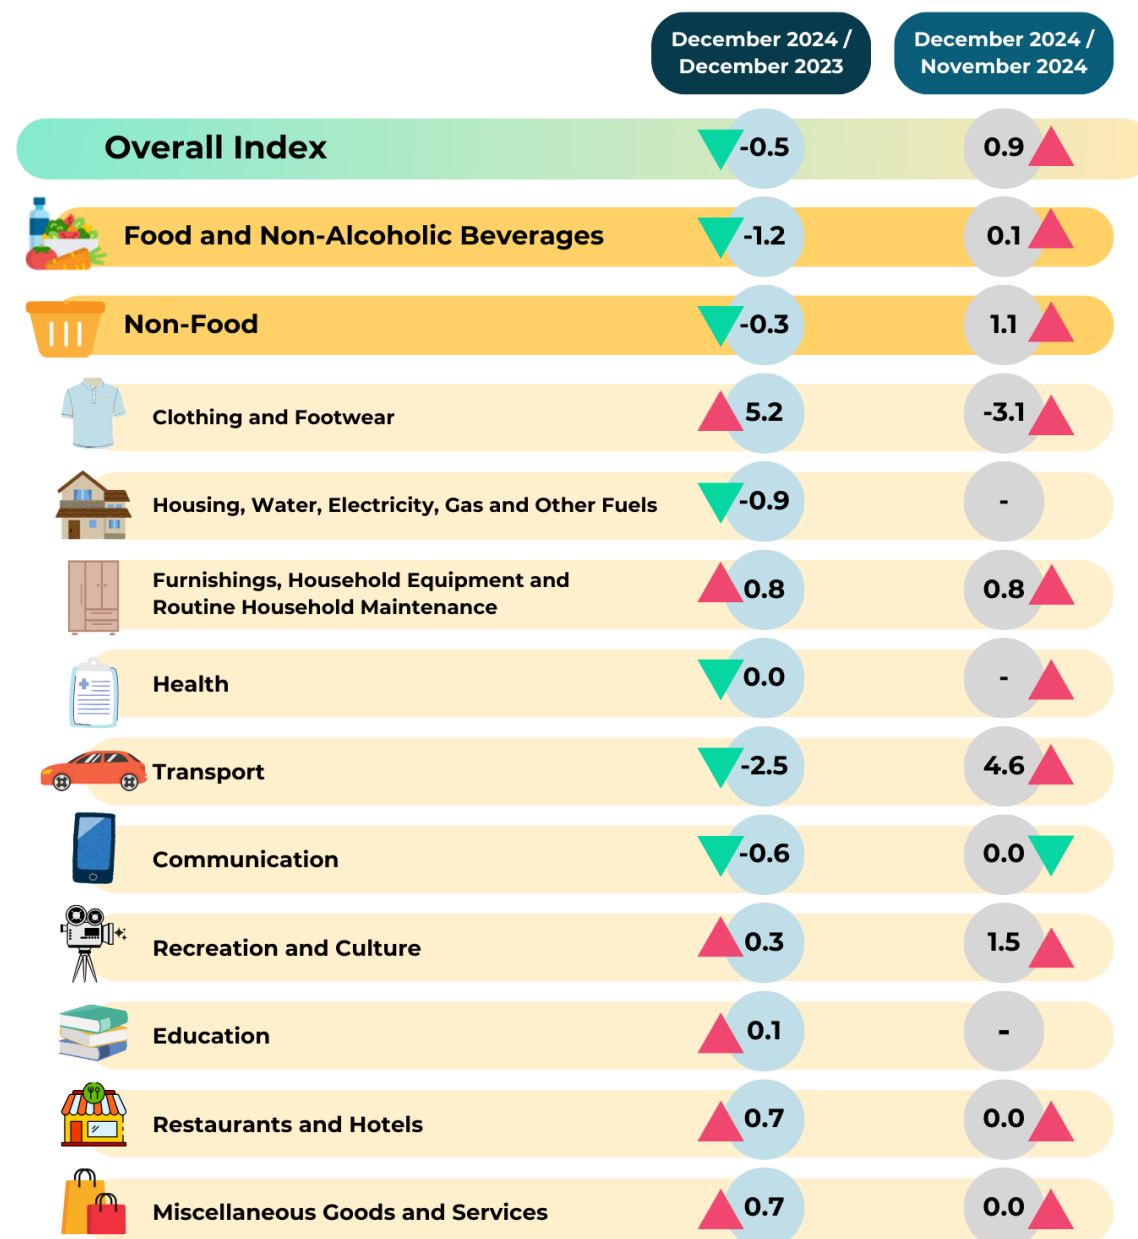 December 2024 /
December 2023
December 2024 /
November 2024
Overall Index
-0.5
0.9
Food and Non-Alcoholic Beverages
-1.2
0.1
Non-Food
-0.3
1.1
Clothing and Footwear
5.2
-3.1
Housing, Water, Electricity, Gas and Other Fuels
-0.9
-
Furnishings, Household Equipment and
Routine Household Maintenance
0.8
0.8
Health
0.0
-
Transport
-2.5
4.6
Communication
-0.6
0.0
Recreation and Culture
0.3
1.5
Education
0.1
-
Restaurants and Hotels
0.7
0.0
Miscellaneous Goods and Services
0.7
0.0